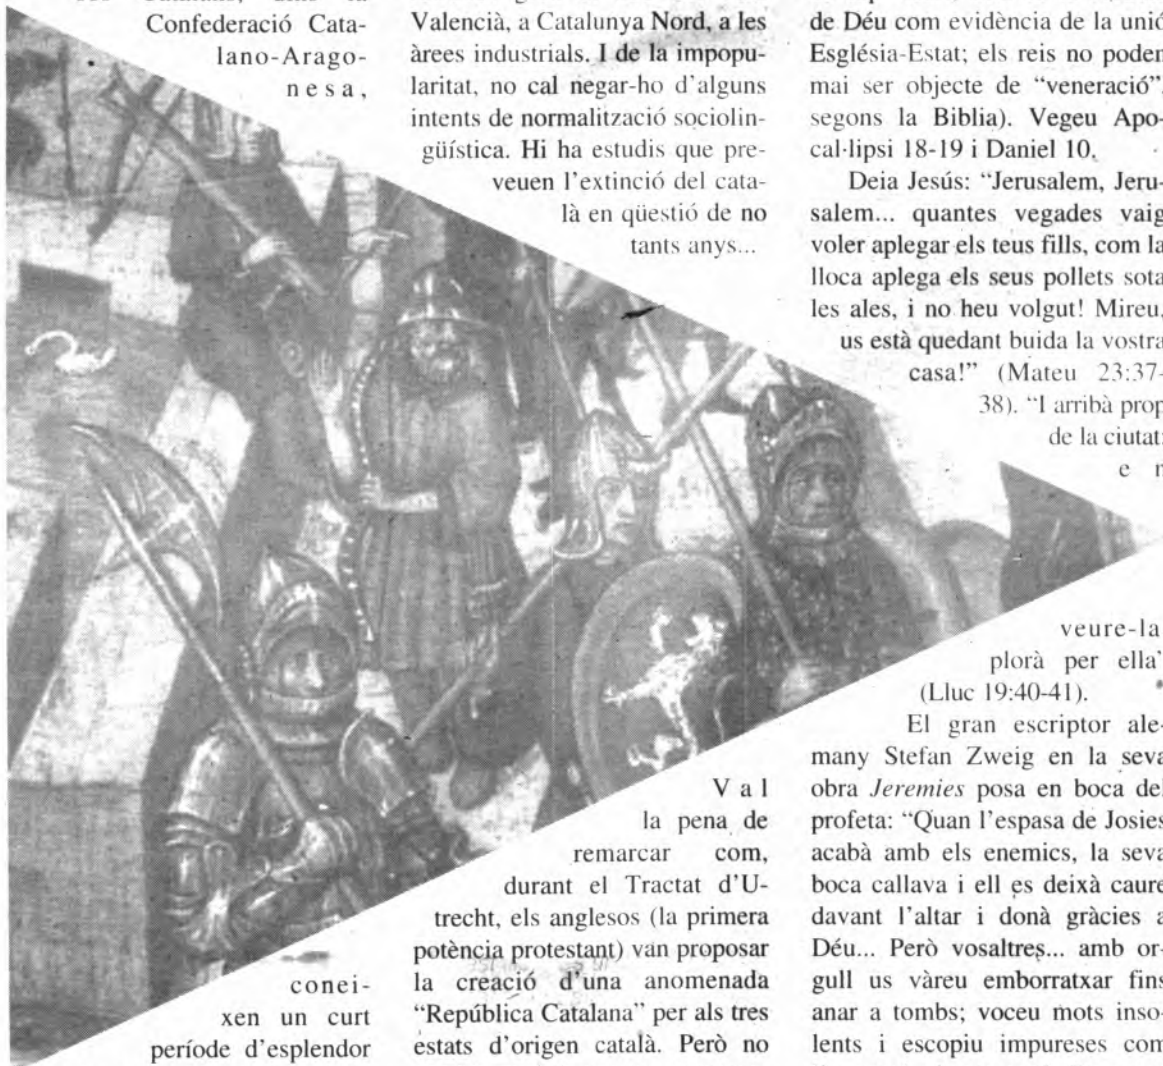 Confederació Cata-
lano-Arago-
nesa,
conei-
xen un curt
període d'esplendor
Valencià, a Catalunya Nord, a les
àrees industrials. I de la impopu-
laritat, no cal negar-ho d'alguns
intents de normalització sociolin-
güística. Hi ha estudis que pre-
veuen l'extinció del cata-
là en qüestió de no
tants anys...
Val
la pena de
remarcar com,
durant el Tractat d'U-
trecht, els anglesos (la primera
potència protestant) van proposar
la creació d'una anomenada
“República Catalana” per als tres
estats d'origen català. Però no
de Déu com evidència de la unió
Església-Estat; els reis no poden
mai ser objecte de “veneració”,
segons la Biblia). Vegeu Apo-
cal·lipsi 18-19 i Daniel 10.
Deia Jesús: “Jerusalem, Jeru-
salem... quantes vegades vaig
voler aplegar els teus fills, com la
lloca aplega els seus pollets sota
les ales, i no heu volgut! Mireu,
us està quedant buida la vostra
casa!” (Mateu 23:37-
38). “I arribà prop
de la ciutat:
e n
veure-la
plorà per ella”
(Lluc 19:40-41).
El gran escriptor ale-
many Stefan Zweig en la seva
obra Jeremies posa en boca del
profeta: “Quan l'espasa de Josies
acabà amb els enemics, la seva
boca callava i ell es deixà caure
davant l'altar i donà gràcies a
Déu... Però vosaltres... amb or-
gull us vàreu emborratxar fins
anar a tombs; voceu mots inso-
lents i escopiu impureses com